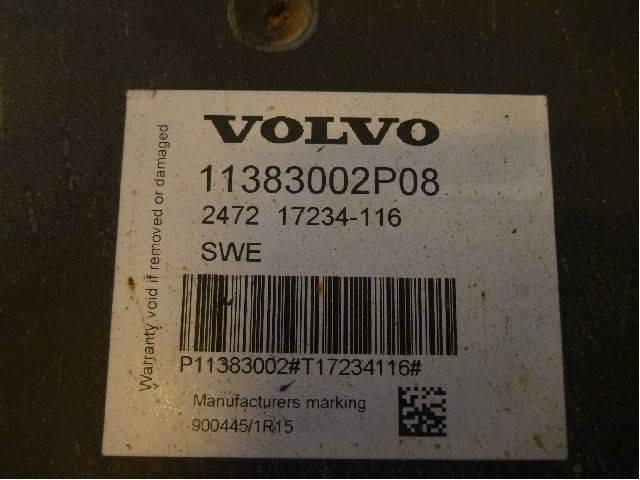 VOLVO
11383002P08
2472 17234-116
SWE
P11383002#T17234116#
Manufacturers marking
900445/1R15
Warranty void if removed or damaged